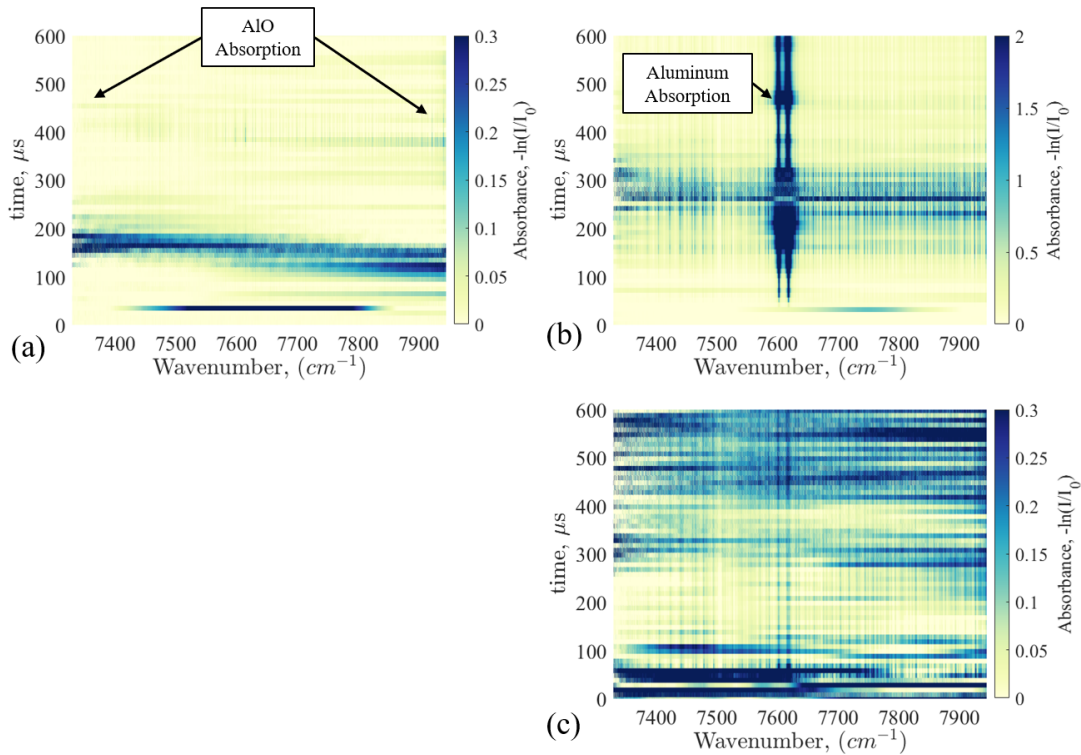 AlO
Absorption
600
500
400
300
200
100
0
time, μs
7400 7500 7600 7700 7800 7900
Wavenumber, (cm⁻¹)
0.3
0.25
0.2
0.15
0.1
0.05
0
Absorbance, -ln(I/I₀)
(a)
Aluminum
Absorption
600
500
400
300
200
100
0
time, μs
7400 7500 7600 7700 7800 7900
Wavenumber, (cm⁻¹)
2
1.5
1
0.5
0
Absorbance, -ln(I/I₀)
(b)
600
500
400
300
200
100
0
time, μs
7400 7500 7600 7700 7800 7900
Wavenumber, (cm⁻¹)
0.3
0.25
0.2
0.15
0.1
0.05
0
Absorbance, -ln(I/I₀)
(c)